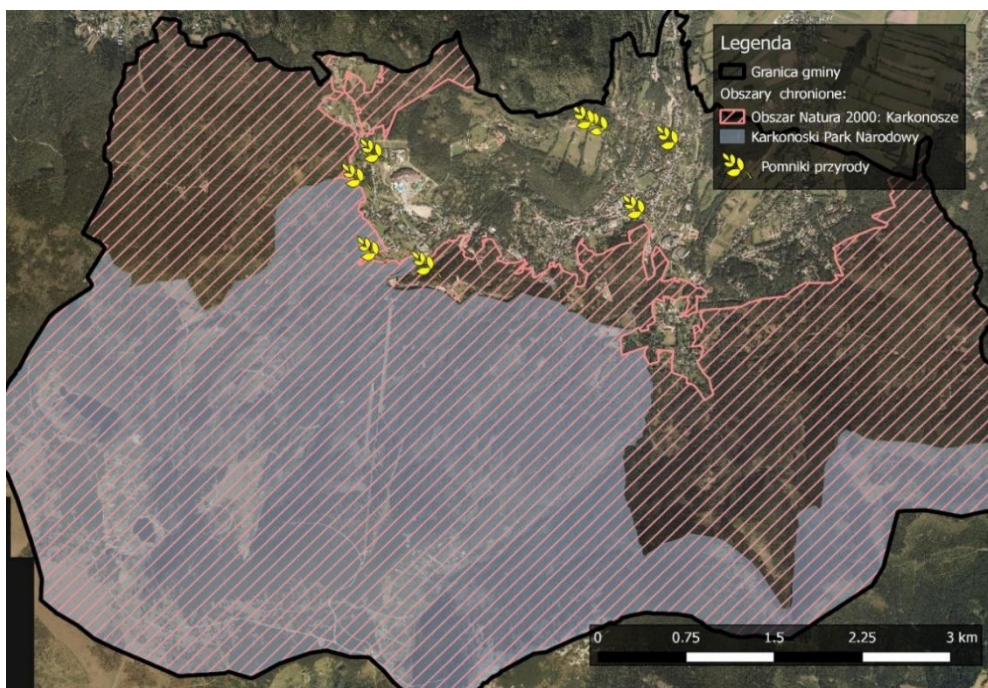 Legenda
Granica gminy
Obszary chronione:
Obszar Natura 2000: Karkonosze
Karkonoski Park Narodowy
Pomniki przyrody
0 0.75 1.5 2.25 3 km